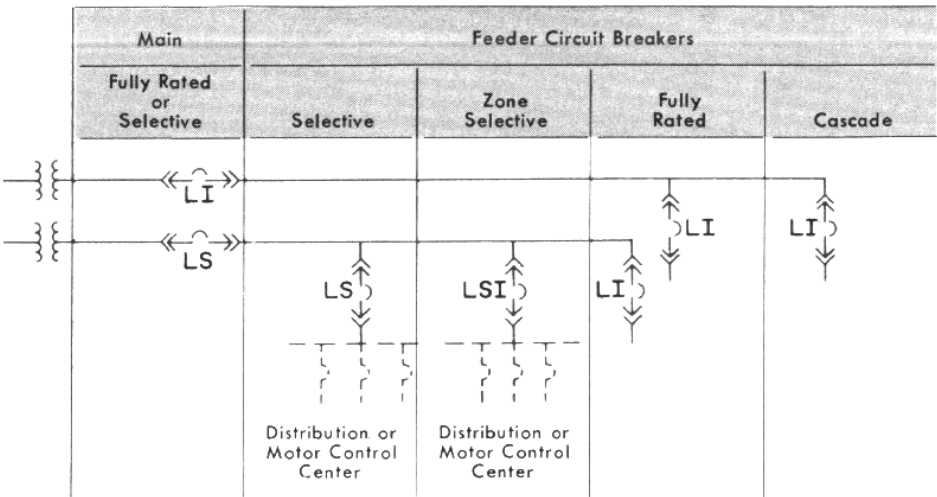 Main
Feeder Circuit Breakers
Fully Rated
or
Selective
Selective
Zone
Selective
Fully
Rated
Cascade
LI
LI
LI
LS
LS
LSI
LI
Distribution or
Motor Control
Center
Distribution or
Motor Control
Center